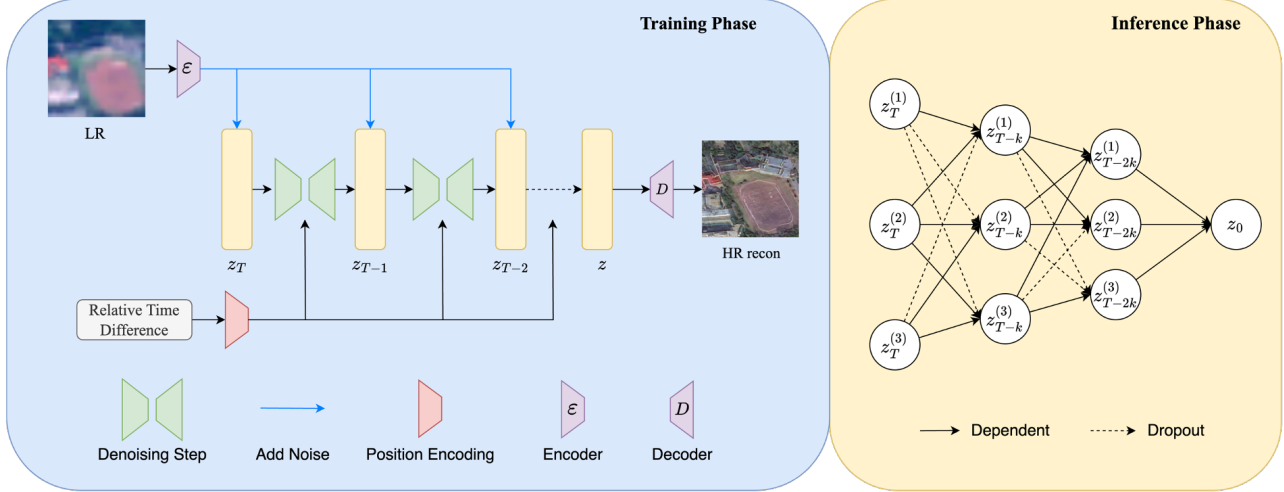 Training Phase
ε
LR
z_T
z_{T-1}
z_{T-2}
z
D
HR recon
Relative Time
Difference
Denoising Step
Add Noise
Position Encoding
ε
Encoder
D
Decoder
Inference Phase
z_T^{(1)}
z_{T-k}^{(1)}
z_{T-2k}^{(1)}
z_T^{(2)}
z_{T-k}^{(2)}
z_{T-2k}^{(2)}
z_0
z_T^{(3)}
z_{T-k}^{(3)}
z_{T-2k}^{(3)}
Dependent
Dropout